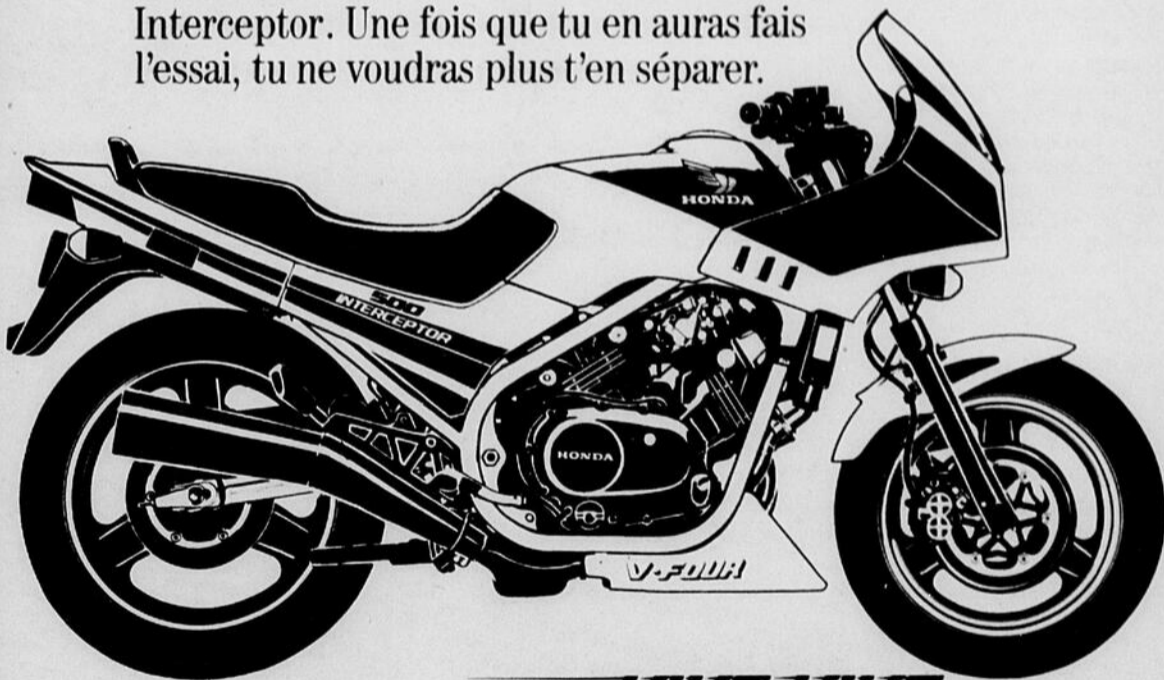 Interceptor. Une fois que tu en auras fais
l'essai, tu ne voudras plus t'en séparer.
HONDA
500
INTERCEPTOR
HONDA
V-FOUR